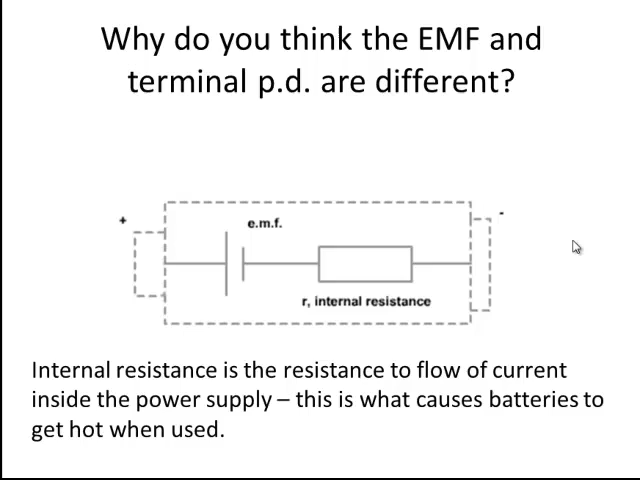 Why do you think the EMF and
terminal p.d. are different?
+
-
e.m.f.
r, internal resistance
Internal resistance is the resistance to flow of current
inside the power supply – this is what causes batteries to
get hot when used.